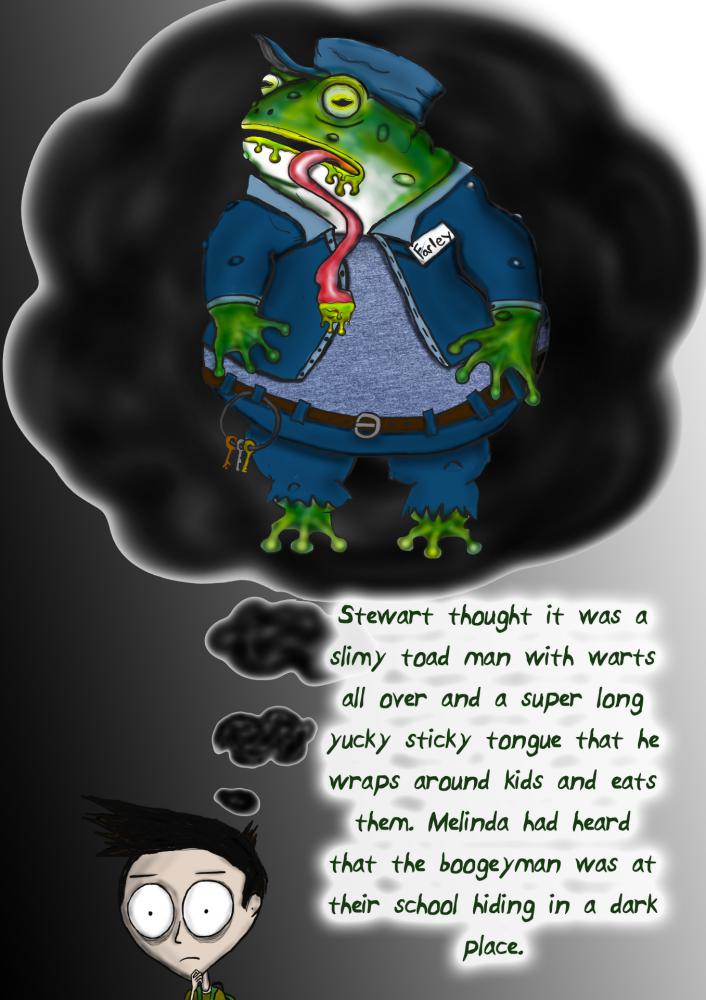 Farley
Stewart thought it was a
slimy toad man with warts
all over and a super long
yucky sticky tongue that he
wraps around kids and eats
them. Melinda had heard
that the boogeyman was at
their school hiding in a dark
place.